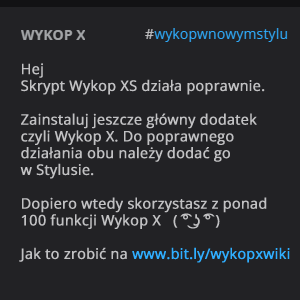 WYKOP X #wykopwnowymstylu
Hej
Skrypt Wykop XS działa poprawnie.
Zainstaluj jeszcze główny dodatek
czyli Wykop X. Do poprawnego
działania obu należy dodać go
w Stylusie.
Dopiero wtedy skorzystasz z ponad
100 funkcji Wykop X ( ͡° ͜ʖ ͡°)
Jak to zrobić na www.bit.ly/wykopxwiki